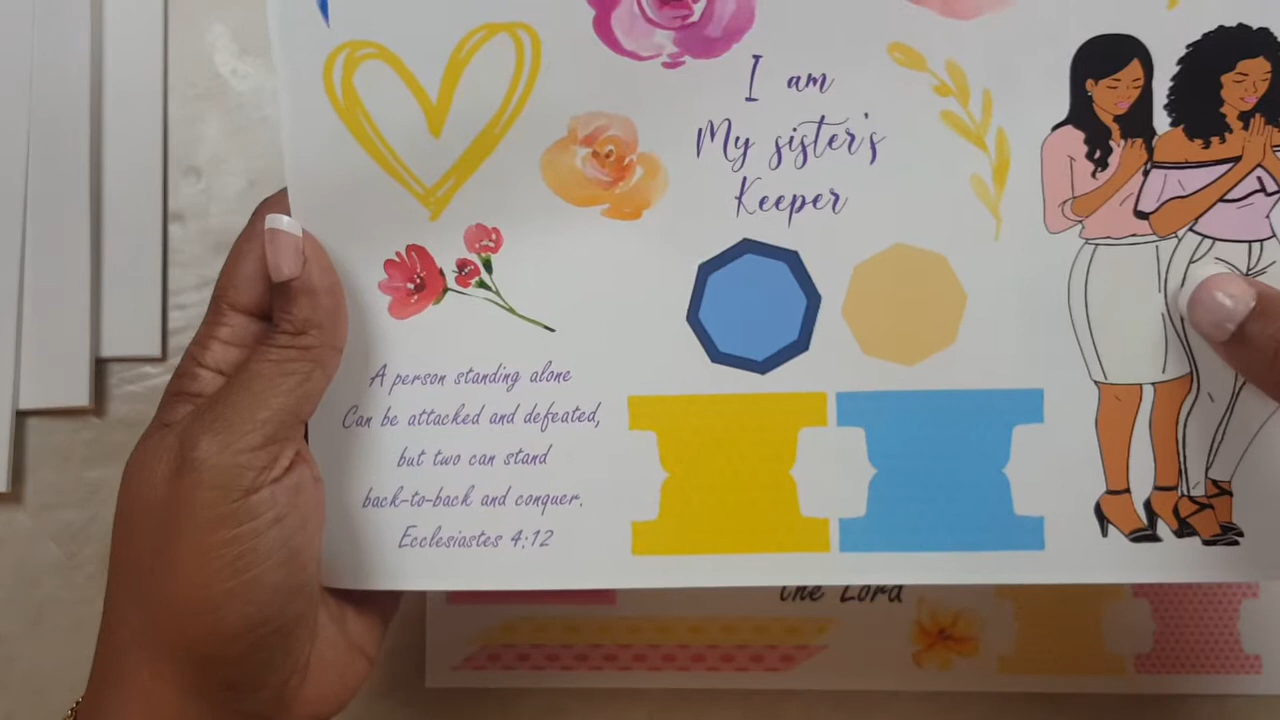 I am
My sister's
Keeper
A person standing alone
Can be attacked and defeated,
but two can stand
back-to-back and conquer.
Ecclesiastes 4:12
the Lord